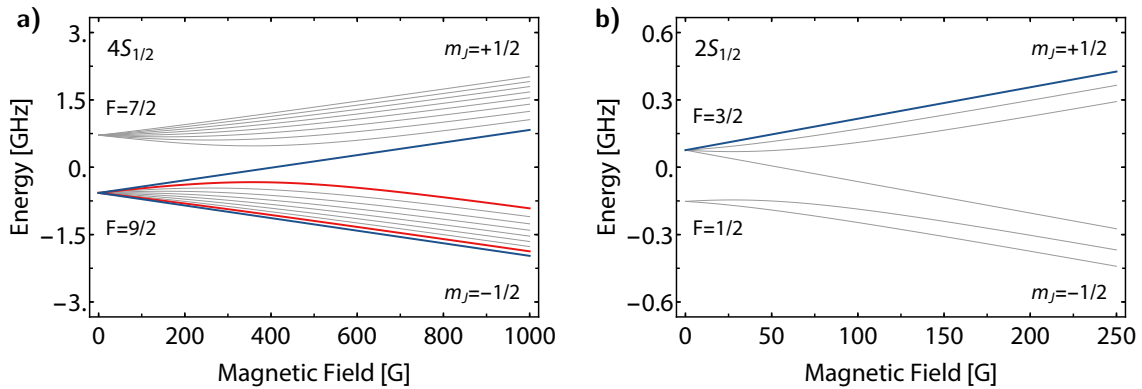 a)
4S1/2
mJ=+1/2
F=7/2
F=9/2
mJ=−1/2
3.
1.5
0.
−1.5
−3.
Energy [GHz]
0 200 400 600 800 1000
Magnetic Field [G]
b)
2S1/2
mJ=+1/2
F=3/2
F=1/2
mJ=−1/2
0.6
0.3
0.
−0.3
−0.6
Energy [GHz]
0 50 100 150 200 250
Magnetic Field [G]